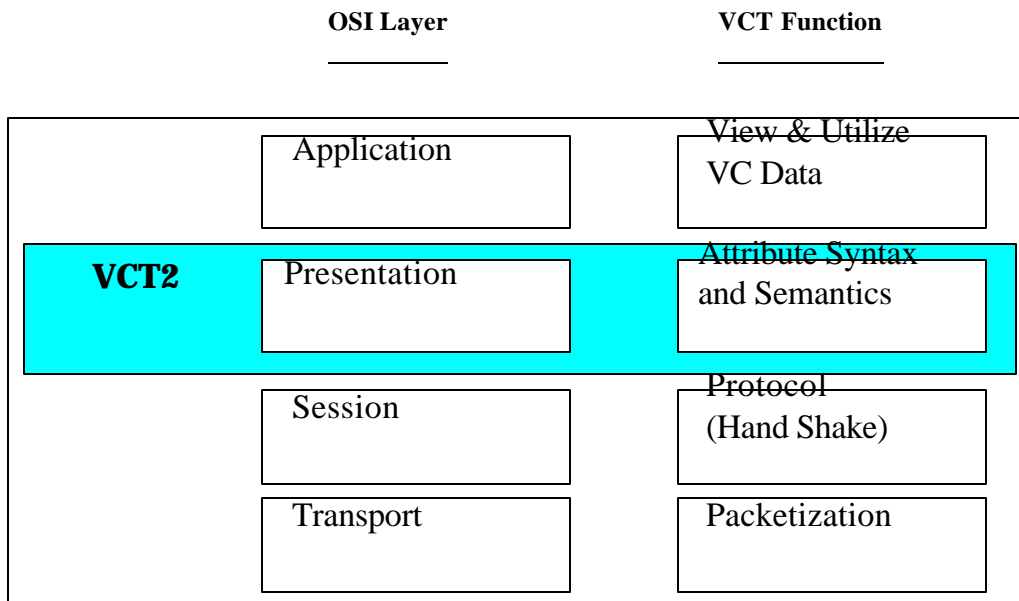 OSI Layer VCT Function
Application View & Utilize
VC Data
VCT2 Presentation Attribute Syntax
and Semantics
Session Protocol
(Hand Shake)
Transport Packetization